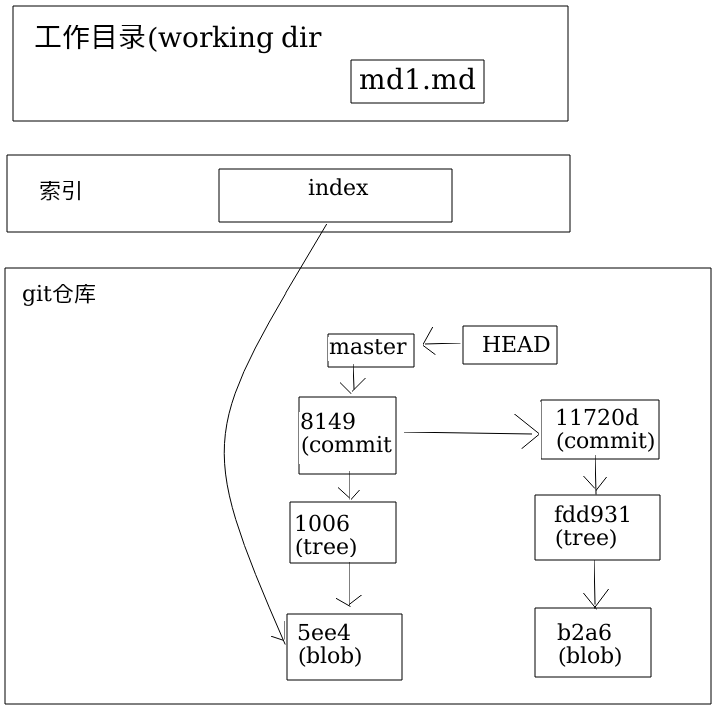 工作目录(working dir
md1.md
索引
index
git仓库
master
HEAD
8149
(commit
11720d
(commit)
1006
(tree)
fdd931
(tree)
5ee4
(blob)
b2a6
(blob)